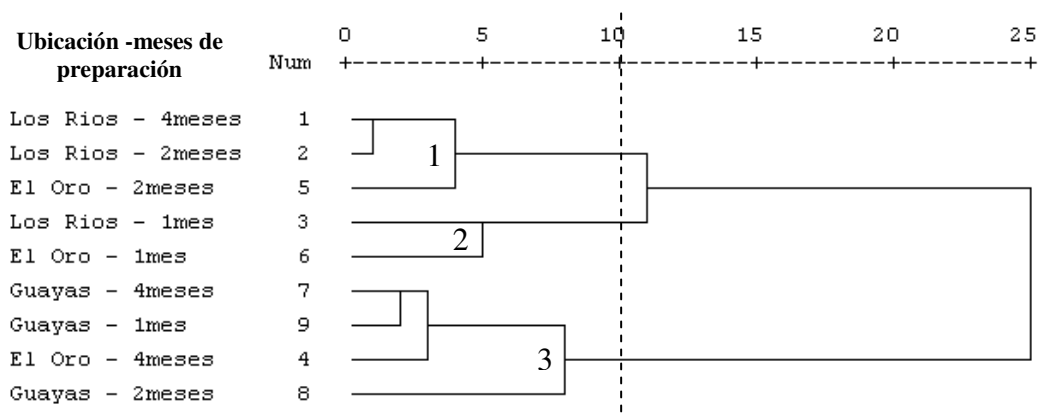 Ubicación -meses de
preparación
0 5 10 15 20 25
Num +---------+---------+---------+---------+---------+
Los Rios - 4meses 1
Los Rios - 2meses 2
El Oro - 2meses 5
Los Rios - 1mes 3
El Oro - 1mes 6
Guayas - 4meses 7
Guayas - 1mes 9
El Oro - 4meses 4
Guayas - 2meses 8
1
2
3